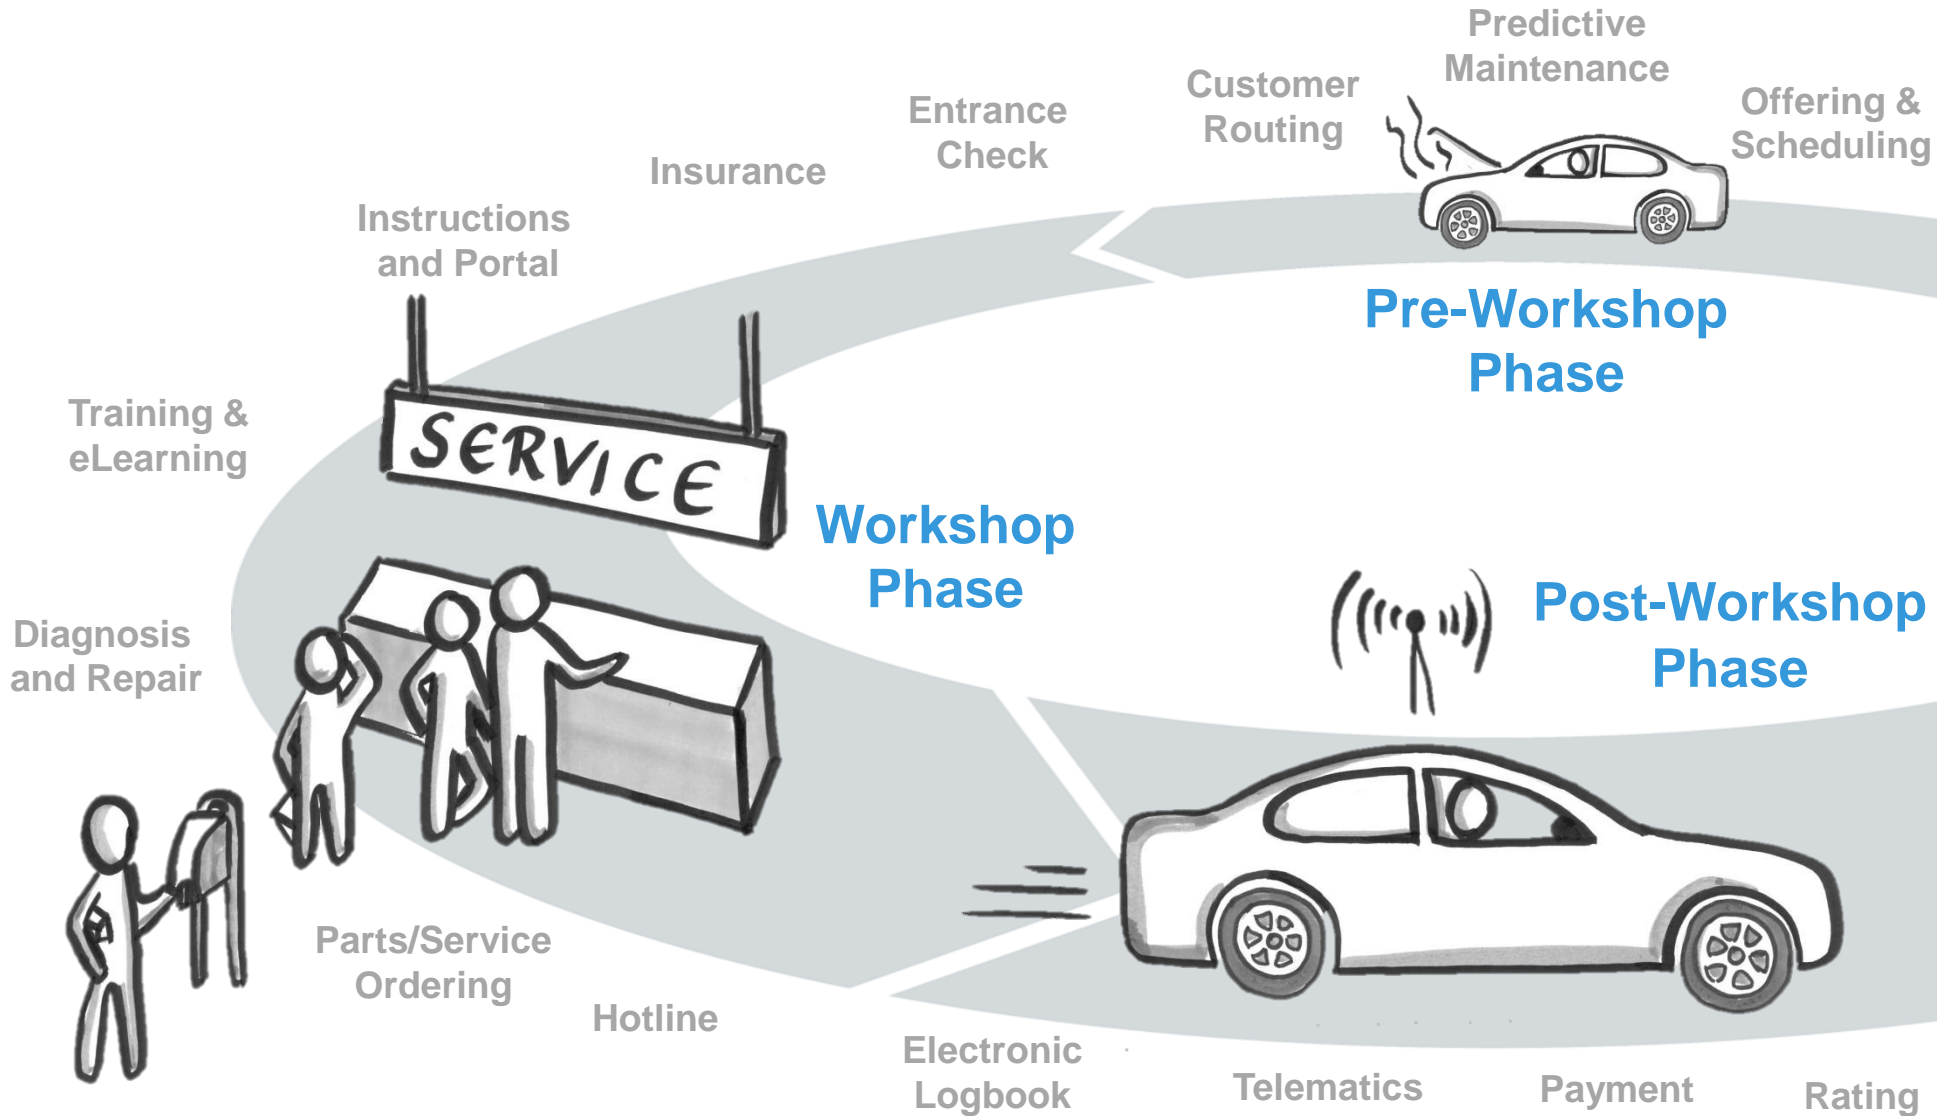 Predictive
Maintenance
Customer
Routing
Offering &
Scheduling
Entrance
Check
Insurance
Instructions
and Portal
Pre-Workshop
Phase
Training &
eLearning
SERVICE
Workshop
Phase
Post-Workshop
Phase
Diagnosis
and Repair
Parts/Service
Ordering
Hotline
Electronic
Logbook
Telematics
Payment
Rating